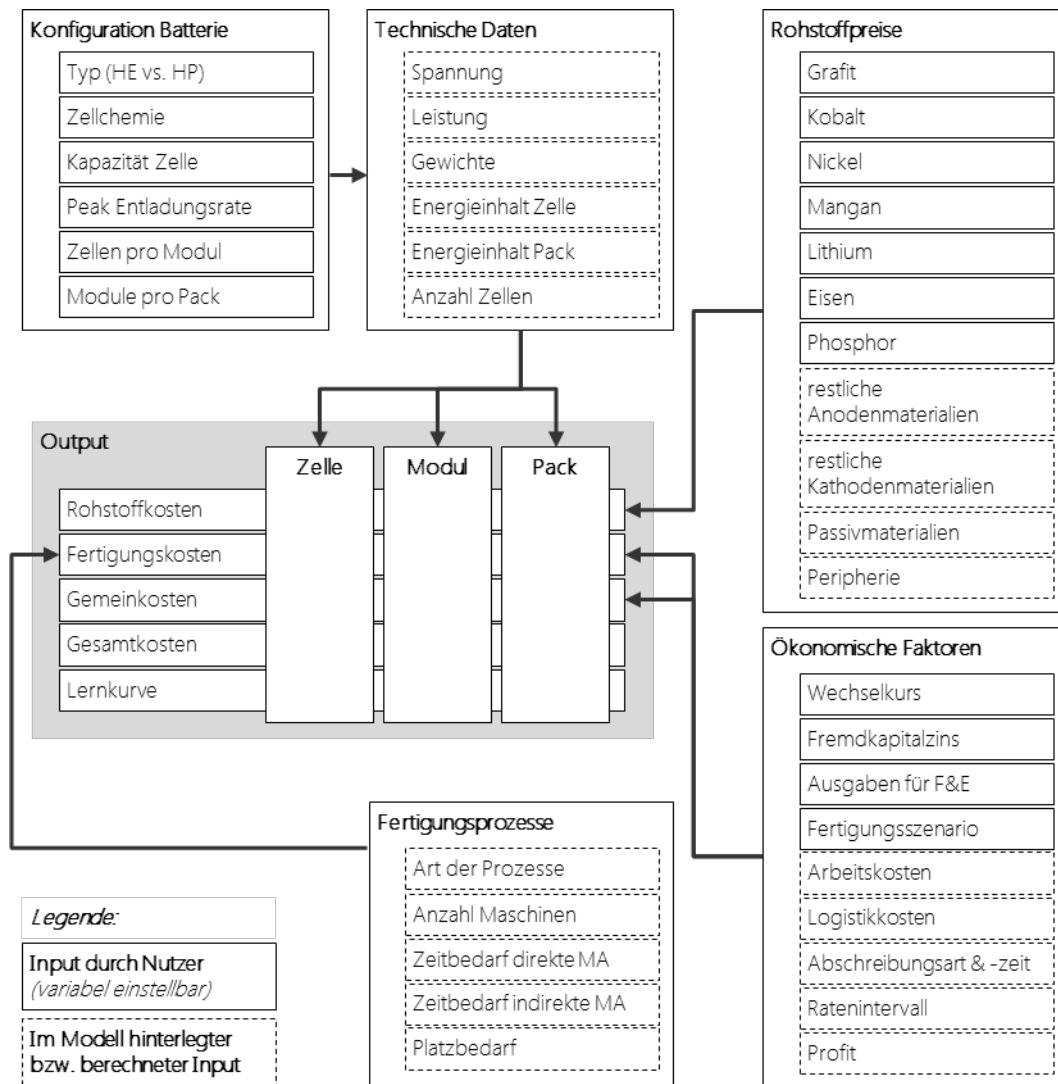 Konfiguration Batterie
Typ (HE vs. HP)
Zellchemie
Kapazität Zelle
Peak Entladungsrate
Zellen pro Modul
Module pro Pack
Technische Daten
Spannung
Leistung
Gewichte
Energieinhalt Zelle
Energieinhalt Pack
Anzahl Zellen
Rohstoffpreise
Grafit
Kobalt
Nickel
Mangan
Lithium
Eisen
Phosphor
restliche
Anodenmaterialien
restliche
Kathodenmaterialien
Passivmaterialien
Peripherie
Output
Zelle
Modul
Pack
Rohstoffkosten
Fertigungskosten
Gemeinkosten
Gesamtkosten
Lernkurve
Ökonomische Faktoren
Wechselkurs
Fremdkapitalzins
Ausgaben für F&E
Fertigungsszenario
Arbeitskosten
Logistikkosten
Abschreibungsart & -zeit
Ratenintervall
Profit
Fertigungsprozesse
Art der Prozesse
Anzahl Maschinen
Zeitbedarf direkte MA
Zeitbedarf indirekte MA
Platzbedarf
Legende:
Input durch Nutzer
(variabel einstellbar)
Im Modell hinterlegter
bzw. berechneter Input